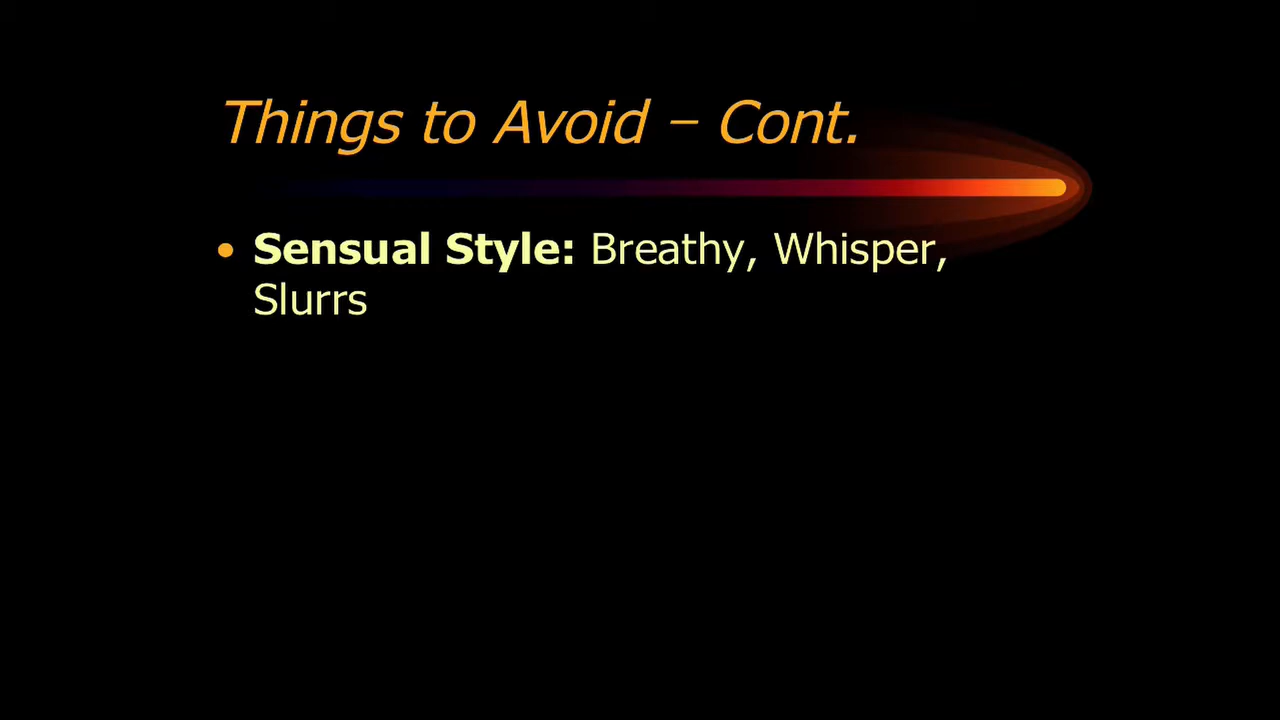 Things to Avoid – Cont.
• Sensual Style: Breathy, Whisper,
Slurrs